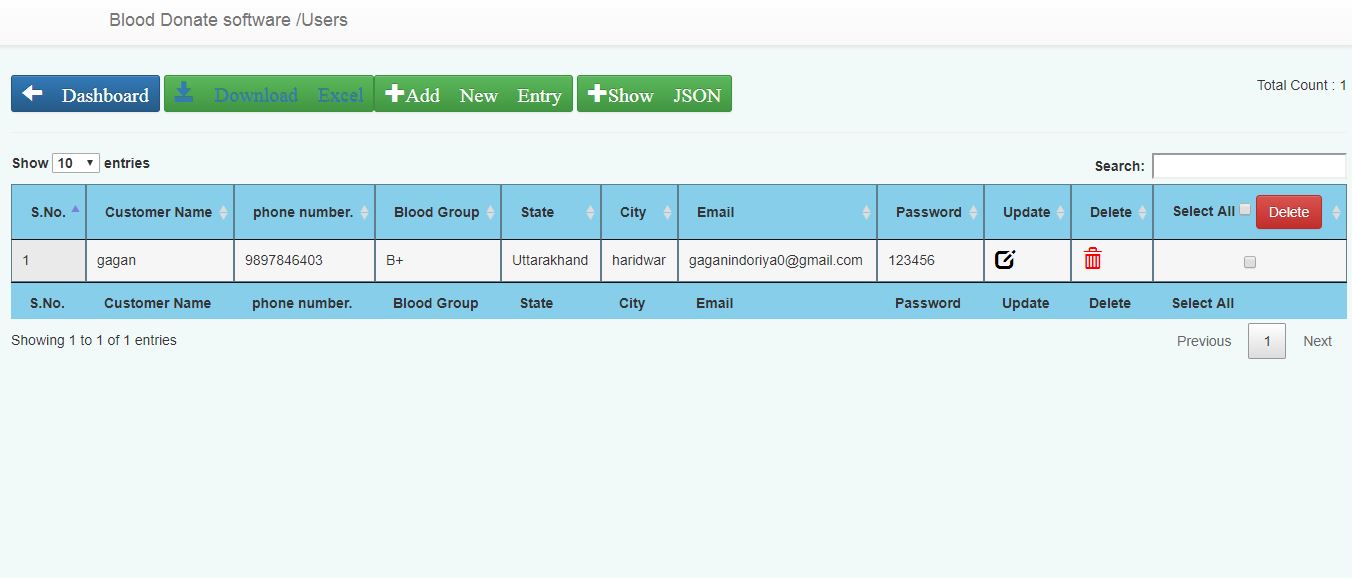 Blood Donate software /Users
Dashboard Download Excel Add New Entry Show JSON
Total Count : 1
Show 10 entries
Search:
S.No. Customer Name phone number. Blood Group State City Email Password Update Delete Select All Delete
1 gagan 9897846403 B+ Uttarakhand haridwar gaganindoriya0@gmail.com 123456
S.No. Customer Name phone number. Blood Group State City Email Password Update Delete Select All
Showing 1 to 1 of 1 entries
Previous 1 Next